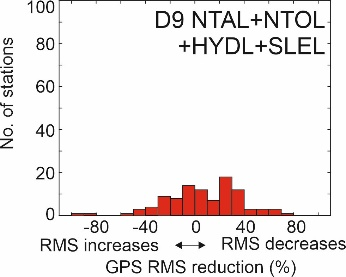 D9 NTAL+NTOL
+HYDL+SLEL
No. of stations
100
80
60
40
20
0
-80 -40 0 40 80
RMS increases ↔ RMS decreases
GPS RMS reduction (%)